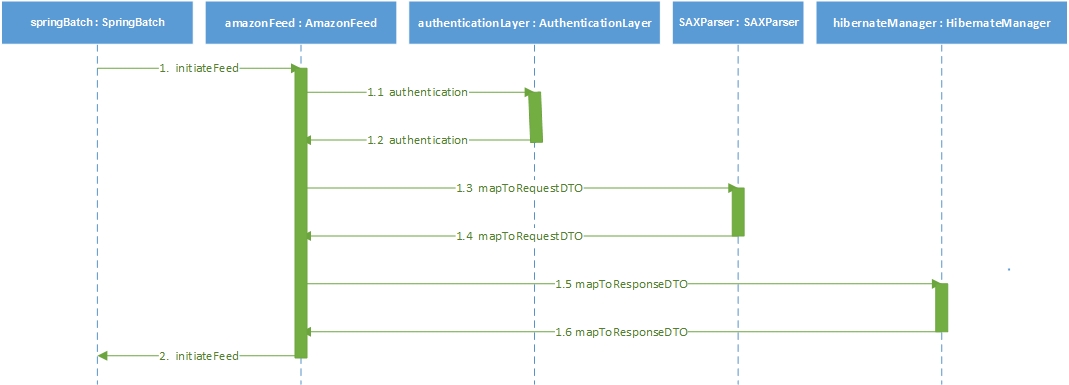 springBatch : SpringBatch
amazonFeed : AmazonFeed
authenticationLayer : AuthenticationLayer
SAXParser : SAXParser
hibernateManager : HibernateManager
1. initiateFeed
1.1 authentication
1.2 authentication
1.3 mapToRequestDTO
1.4 mapToRequestDTO
1.5 mapToResponseDTO
1.6 mapToResponseDTO
2. initiateFeed